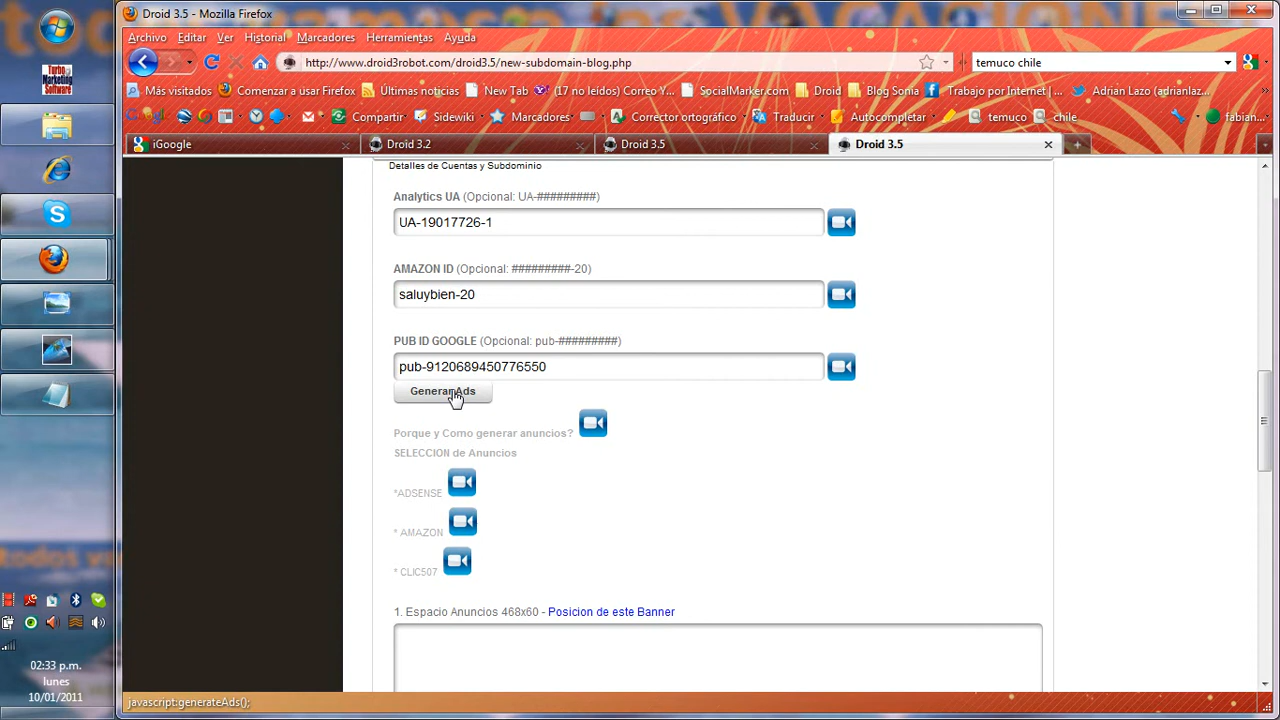 Droid 3.5 - Mozilla Firefox
Archivo Editar Ver Historial Marcadores Herramientas Ayuda
http://www.droid3robot.com/droid3.5/new-subdomain-blog.php
temuco chile
Más visitados Comenzar a usar Firefox Últimas noticias New Tab (17 no leídos) Correo Y... SocialMarker.com Droid Blog Sonia Trabajo por Internet |... Adrian Lazo (adrianlaz...
Compartir Sidewiki Marcadores Corrector ortográfico Traducir Autocompletar temuco chile fabian...
iGoogle
Droid 3.2
Droid 3.5
Droid 3.5
Turbo
Marketing
Software
Detalles de Cuentas y Subdominio
Analytics UA (Opcional: UA-#########)
UA-19017726-1
AMAZON ID (Opcional: #########-20)
saluybien-20
PUB ID GOOGLE (Opcional: pub-#########)
pub-9120689450776550
Generar Ads
Porque y Como generar anuncios?
SELECCION de Anuncios
*ADSENSE
* AMAZON
* CLIC507
1. Espacio Anuncios 468x60 - Posicion de este Banner
02:33 p.m.
lunes
10/01/2011
javascript:generateAds();